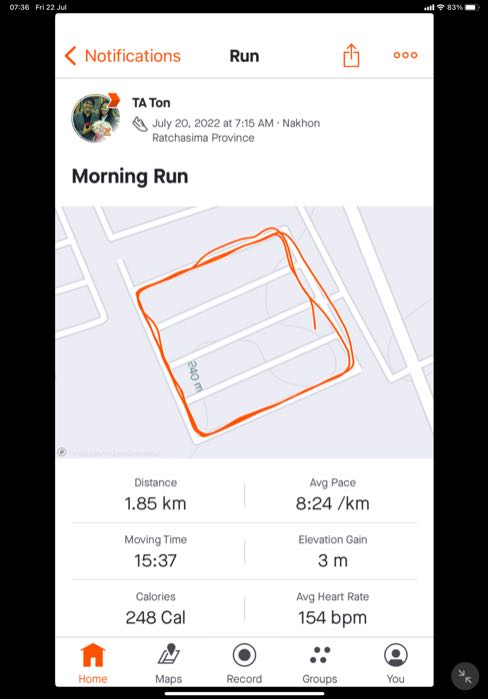 07:36 Fri 22 Jul 83%
Notifications Run
TA Ton
July 20, 2022 at 7:15 AM · Nakhon
Ratchasima Province
Morning Run
240 m
Distance Avg Pace
1.85 km 8:24 /km
Moving Time Elevation Gain
15:37 3 m
Calories Avg Heart Rate
248 Cal 154 bpm
Home Maps Record Groups You